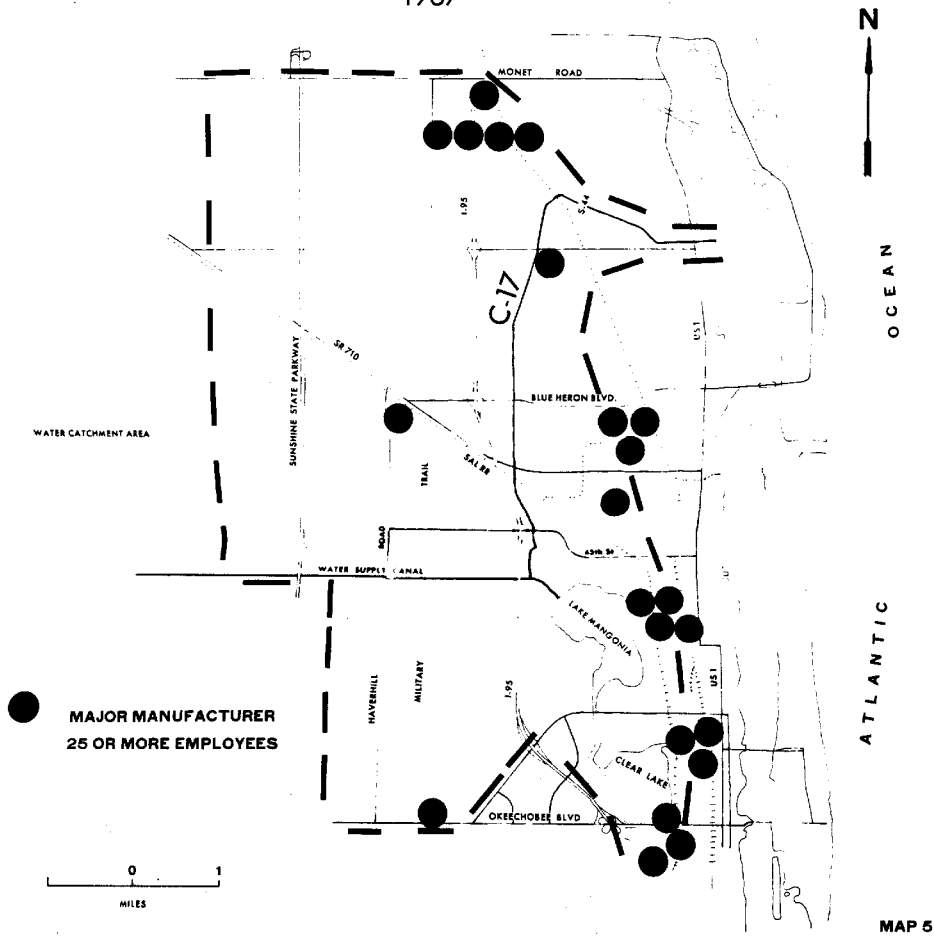 N
MONET ROAD
I-95
S-44
OCEAN
C-17
US 1
SR 710
SUNSHINE STATE PARKWAY
BLUE HERON BLVD.
WATER CATCHMENT AREA
SAL RR
TRAIL
ROAD
45th St
WATER SUPPLY CANAL
LAKE MANGONIA
ATLANTIC
MILITARY
US 1
I-95
HAVERHILL
MAJOR MANUFACTURER
25 OR MORE EMPLOYEES
CLEAR LAKE
OKEECHOBEE BLVD
0 1
MILES
MAP 5